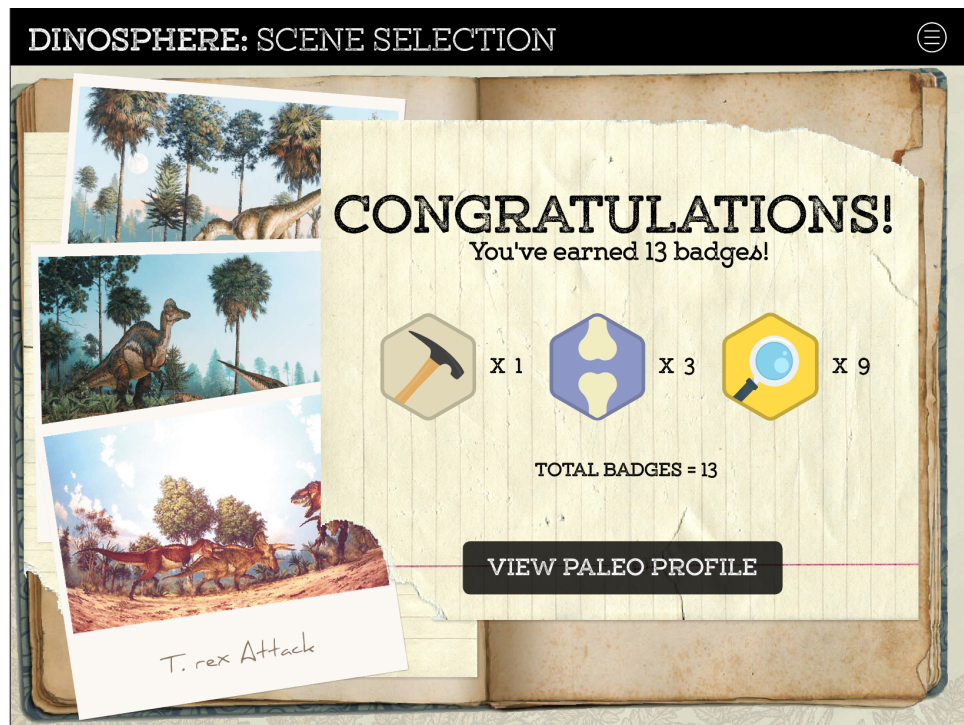 DINOSPHERE: SCENE SELECTION
CONGRATULATIONS!
You've earned 13 badges!
X 1
X 3
X 9
TOTAL BADGES = 13
VIEW PALEO PROFILE
T. rex Attack